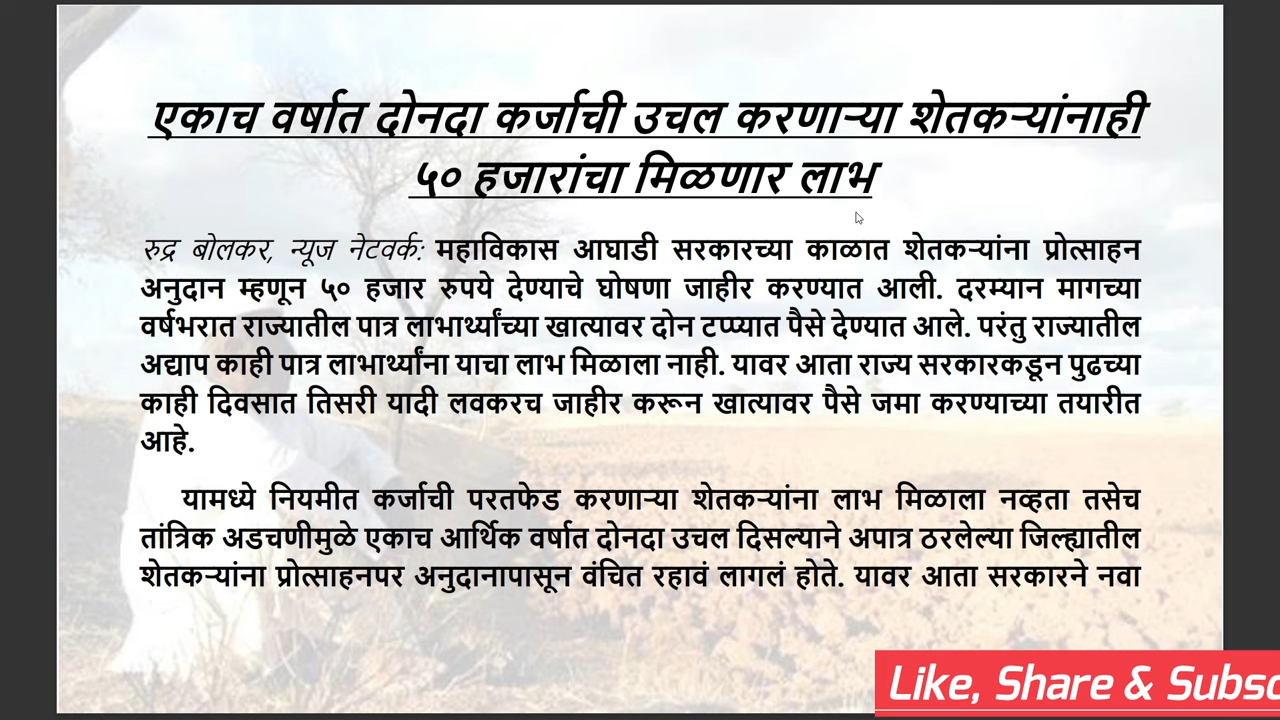 एकाच वर्षात दोनदा कर्जाची उचल करणाऱ्या शेतकऱ्यांनाही
५० हजारांचा मिळणार लाभ
रुद्र बोलकर, न्यूज नेटवर्क: महाविकास आघाडी सरकारच्या काळात शेतकऱ्यांना प्रोत्साहन
अनुदान म्हणून ५० हजार रुपये देण्याचे घोषणा जाहीर करण्यात आली. दरम्यान मागच्या
वर्षभरात राज्यातील पात्र लाभार्थ्यांच्या खात्यावर दोन टप्प्यात पैसे देण्यात आले. परंतु राज्यातील
अद्याप काही पात्र लाभार्थ्यांना याचा लाभ मिळाला नाही. यावर आता राज्य सरकारकडून पुढच्या
काही दिवसात तिसरी यादी लवकरच जाहीर करून खात्यावर पैसे जमा करण्याच्या तयारीत
आहे.
यामध्ये नियमीत कर्जाची परतफेड करणाऱ्या शेतकऱ्यांना लाभ मिळाला नव्हता तसेच
तांत्रिक अडचणीमुळे एकाच आर्थिक वर्षात दोनदा उचल दिसल्याने अपात्र ठरलेल्या जिल्ह्यातील
शेतकऱ्यांना प्रोत्साहनपर अनुदानापासून वंचित रहावं लागलं होते. यावर आता सरकारने नवा
Like, Share & Subsc